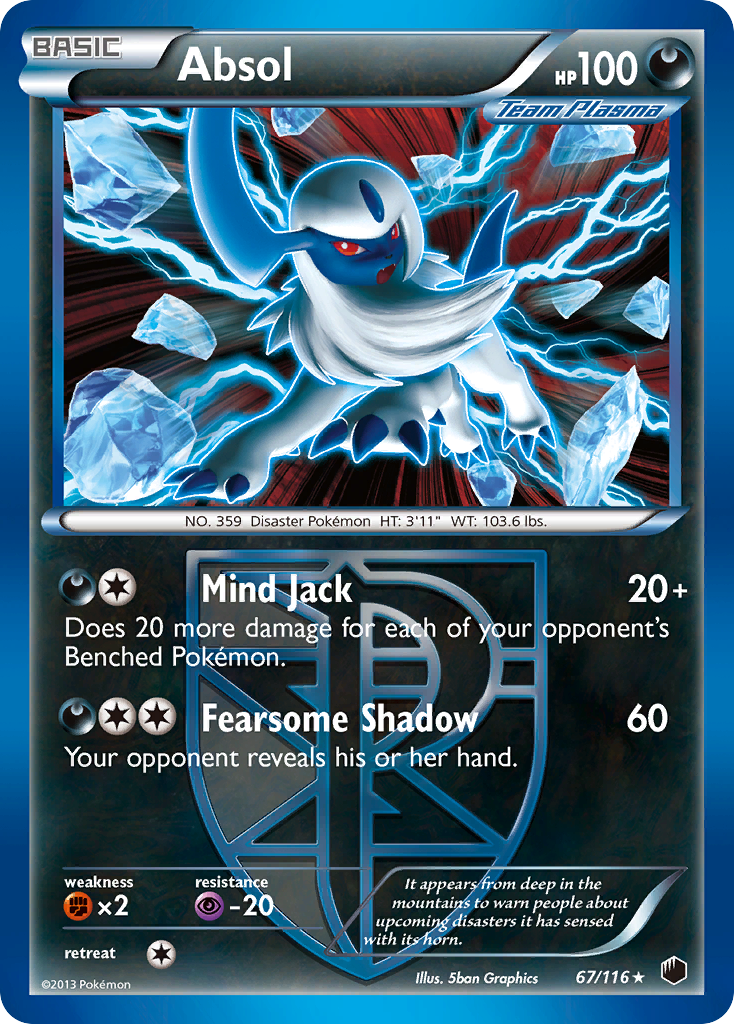 BASIC
Absol
HP100
Team Plasma
NO. 359 Disaster Pokémon HT: 3'11" WT: 103.6 lbs.
Mind Jack 20+
Does 20 more damage for each of your opponent's
Benched Pokémon.
Fearsome Shadow 60
Your opponent reveals his or her hand.
weakness resistance
×2 -20
It appears from deep in the
mountains to warn people about
upcoming disasters it has sensed
with its horn.
retreat
©2013 Pokémon
Illus. 5ban Graphics 67/116★